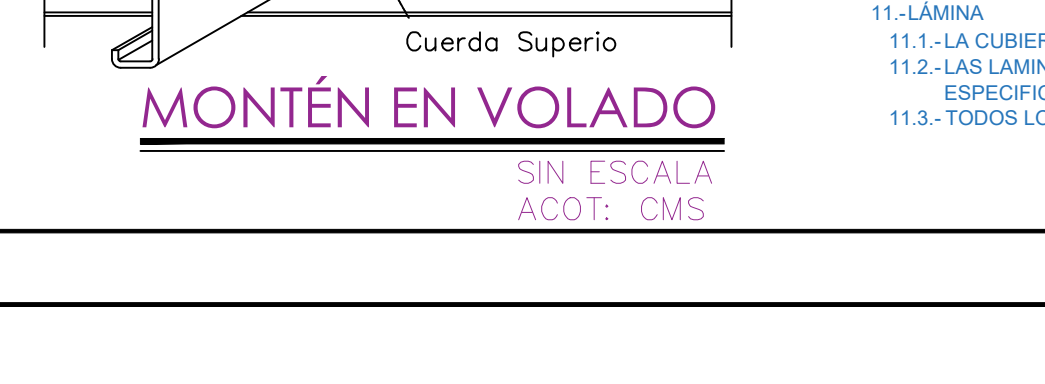 Cuerda Superio
MONTÉN EN VOLADO
SIN ESCALA
ACOT: CMS
11.-LÁMINA
11.1.-LA CUBIER
11.2.-LAS LAMIN
ESPECIFIC
11.3.- TODOS LO